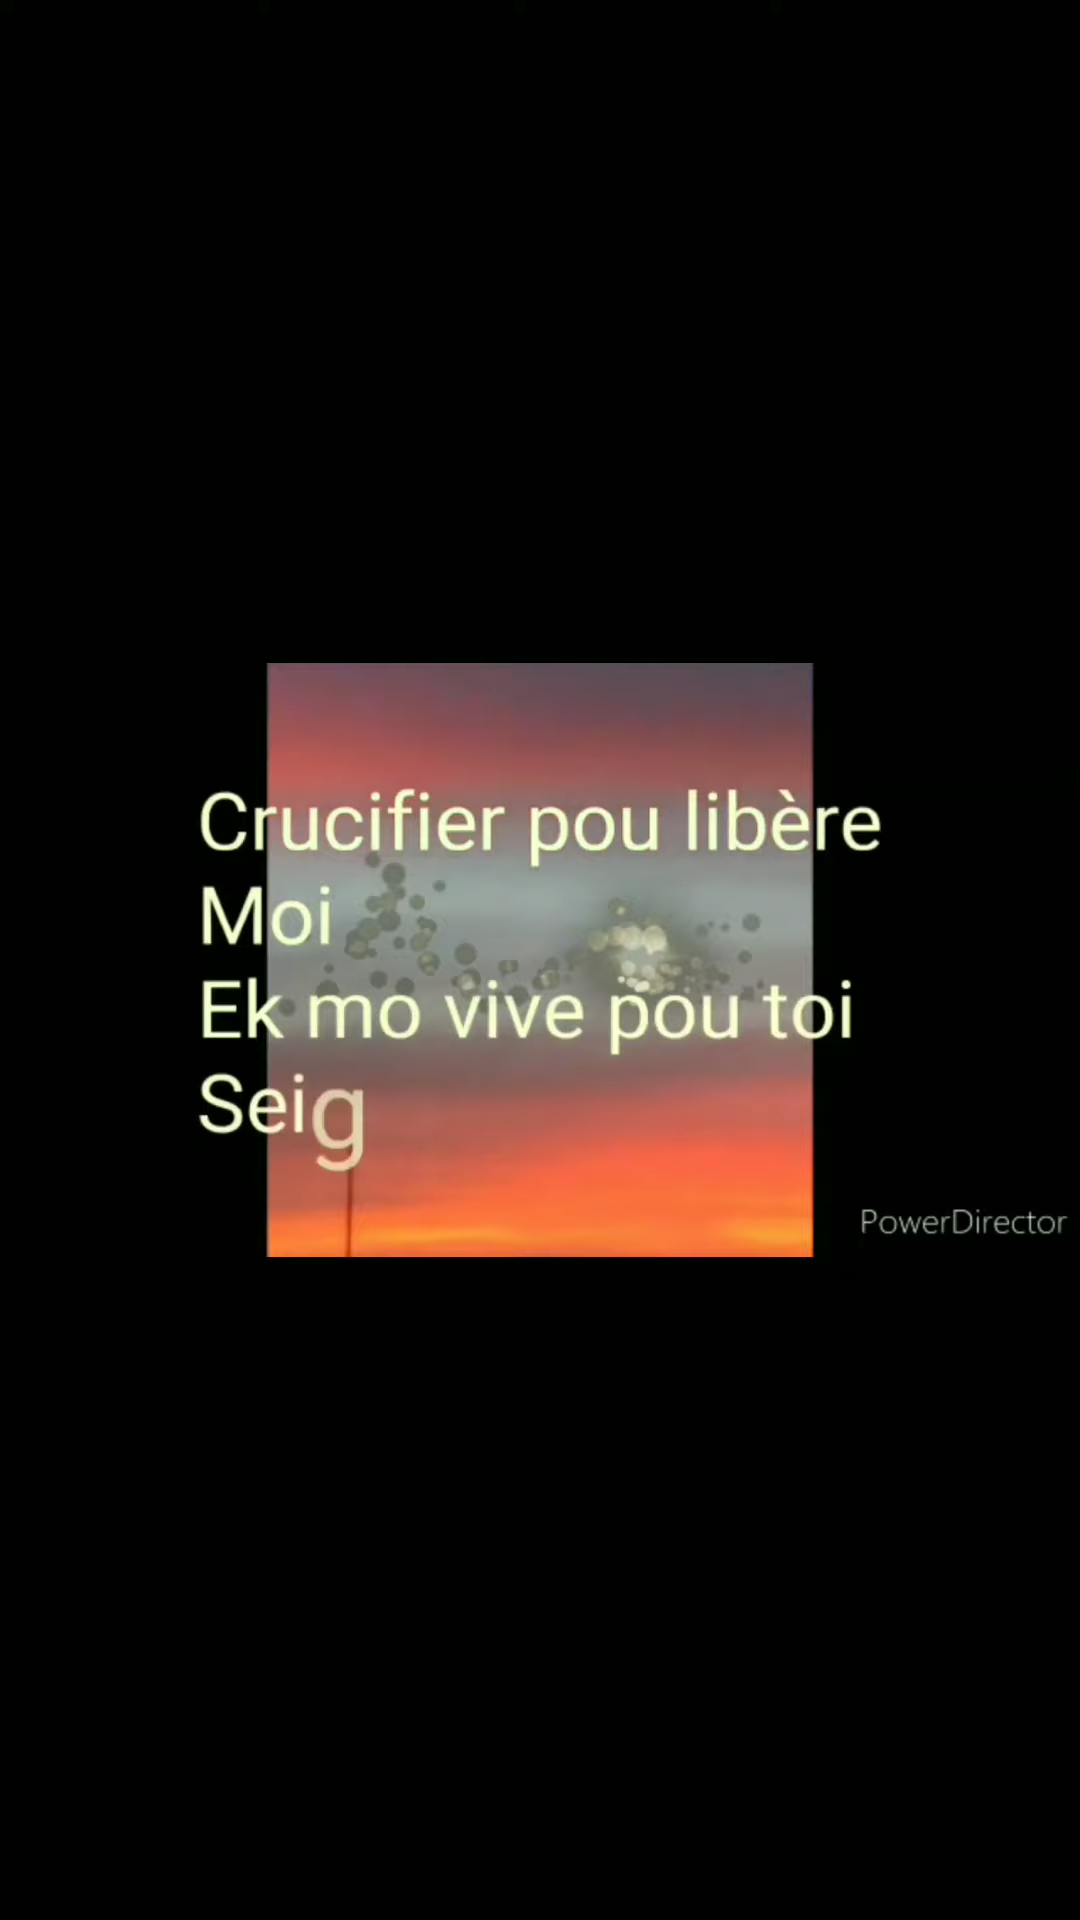 Crucifier pou libère
Moi
Ek mo vive pou toi
Seig
PowerDirector